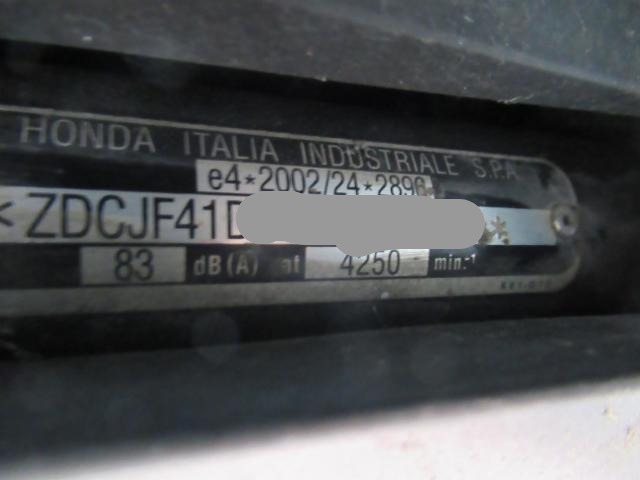 HONDA ITALIA INDUSTRIALE S.P.A
e4*2002/24*2896
<ZDCJF41D
*
83 dB(A) at 4250 min.-¹